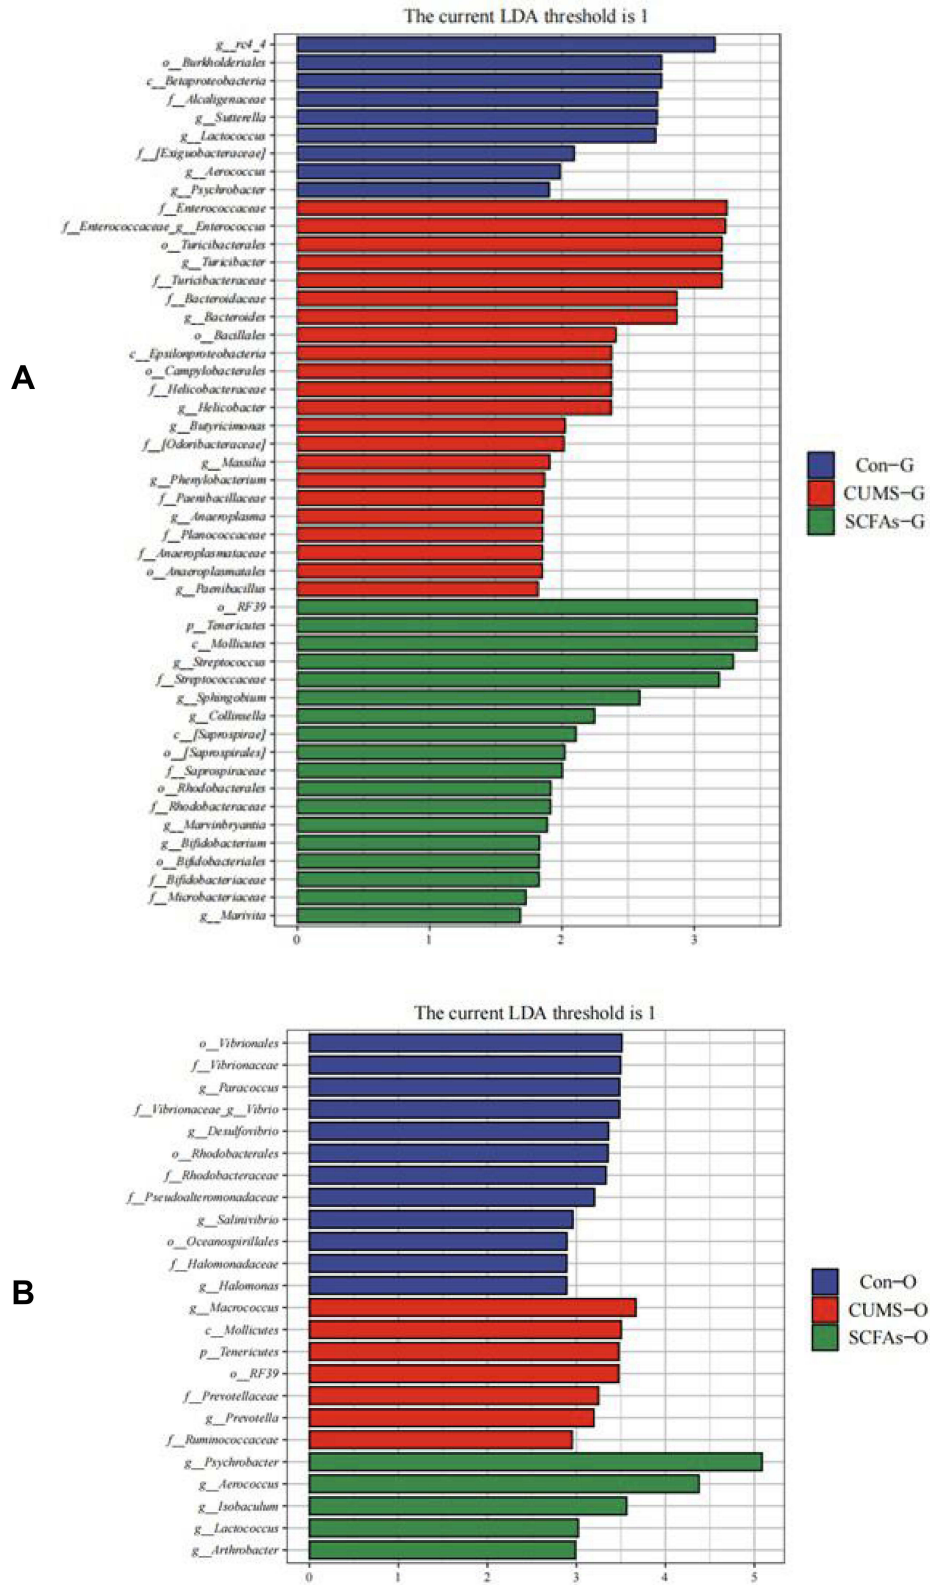 The current LDA threshold is 1
g__rc4_4
o__Burkholderiales
c__Betaproteobacteria
f__Alcaligenaceae
g__Sutterella
g__Lactococcus
f__[Exiguobacteraceae]
g__Aerococcus
g__Psychrobacter
f__Enterococcaceae
f__Enterococcaceae_g__Enterococcus
o__Turicibacterales
g__Turicibacter
f__Turicibacteraceae
f__Bacteroidaceae
g__Bacteroides
o__Bacillales
c__Epsilonproteobacteria
A
o__Campylobacterales
f__Helicobacteraceae
g__Helicobacter
g__Butyricimonas
f__[Odoribacteraceae]
g__Massilia
Con-G
g__Phenylobacterium
CUMS-G
f__Paenibacillaceae
g__Anaeroplasma
SCFAs-G
f__Planococcaceae
f__Anaeroplasmataceae
o__Anaeroplasmatales
g__Paenibacillus
o__RF39
p__Tenericutes
c__Mollicutes
g__Streptococcus
f__Streptococcaceae
g__Sphingobium
g__Collinsella
c__[Saprospirae]
o__[Saprospirales]
f__Saprospiraceae
o__Rhodobacterales
f__Rhodobacteraceae
g__Marvinbryantia
g__Bifidobacterium
o__Bifidobacteriales
f__Bifidobacteriaceae
f__Microbacteriaceae
g__Marivita
0 1 2 3
The current LDA threshold is 1
o__Vibrionales
f__Vibrionaceae
g__Paracoccus
f__Vibrionaceae_g__Vibrio
g__Desulfovibrio
o__Rhodobacterales
f__Rhodobacteraceae
f__Pseudoalteromonadaceae
g__Salinivibrio
o__Oceanospirillales
f__Halomonadaceae
g__Halomonas
B
Con-O
g__Macrococcus
CUMS-O
c__Mollicutes
SCFAs-O
p__Tenericutes
o__RF39
f__Prevotellaceae
g__Prevotella
f__Ruminococcaceae
g__Psychrobacter
g__Aerococcus
g__Isobaculum
g__Lactococcus
g__Arthrobacter
0 1 2 3 4 5